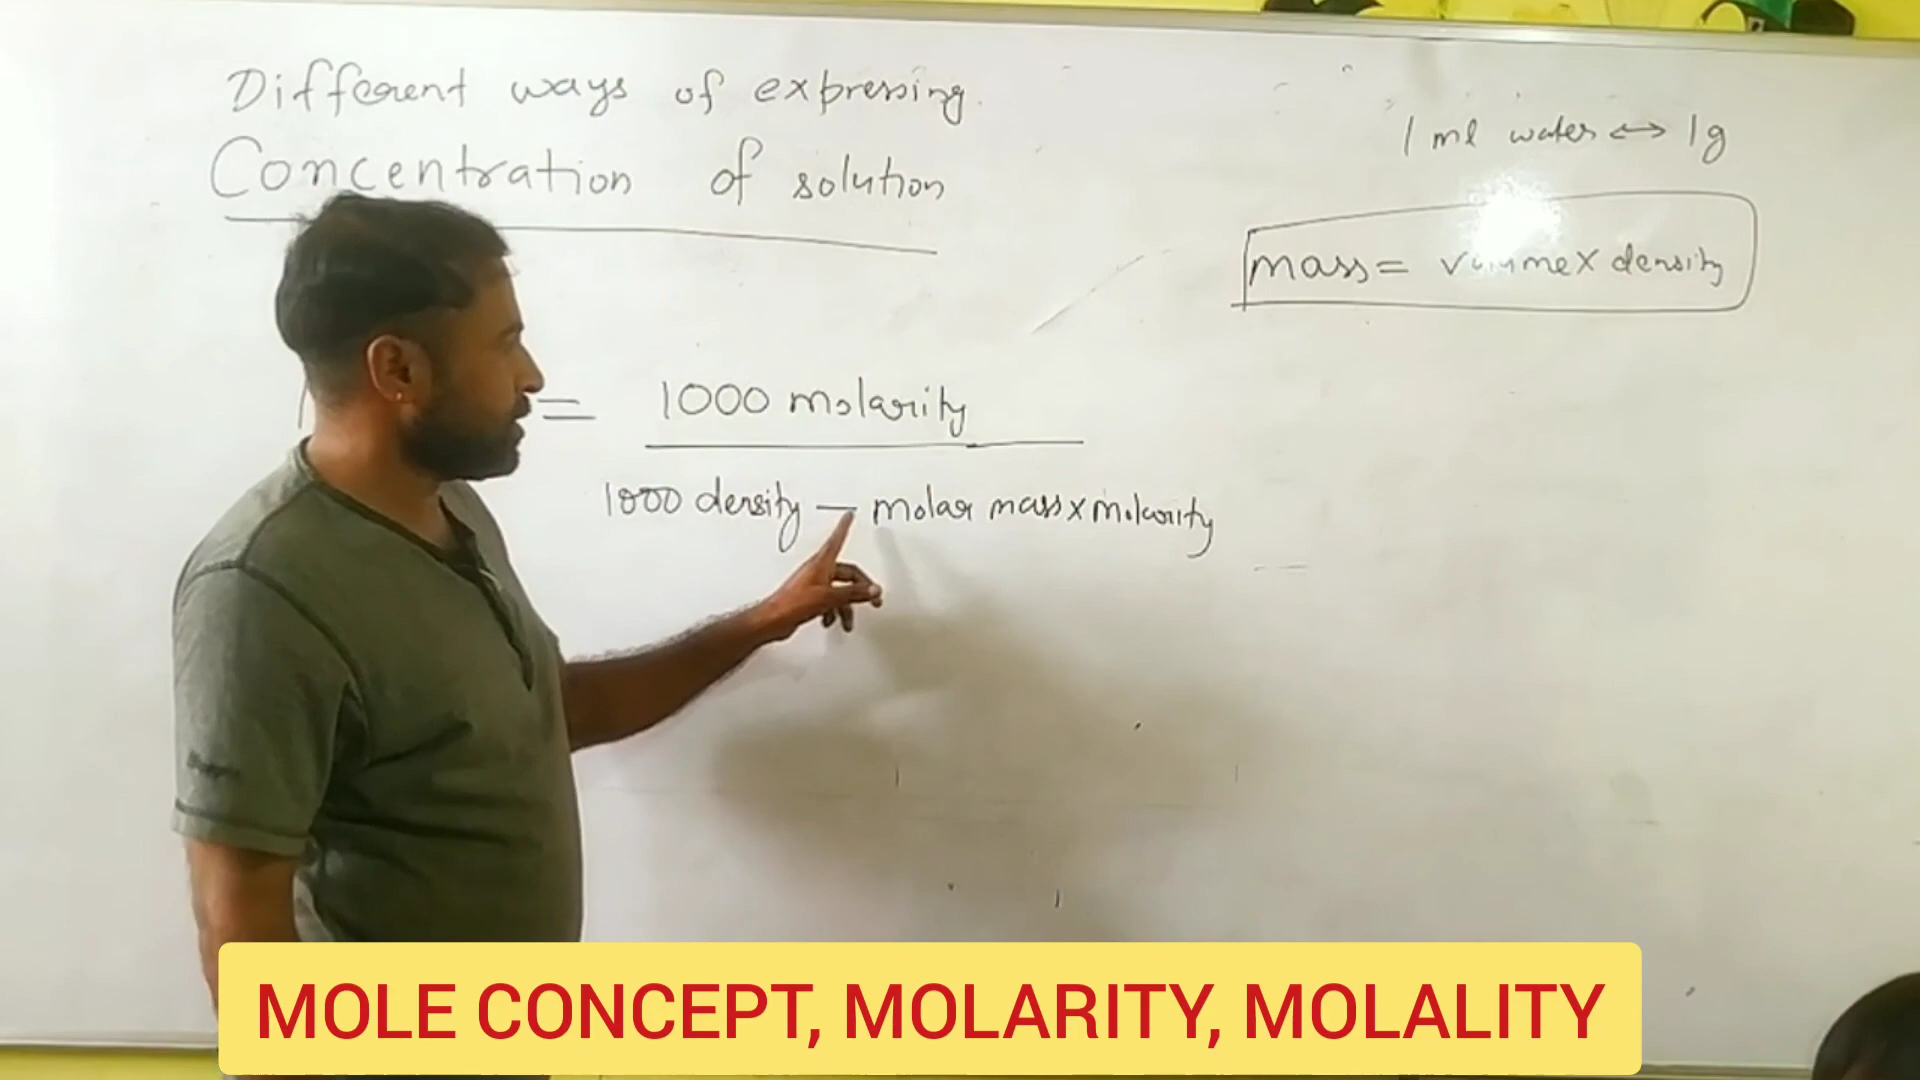 Different ways of expressing
Concentration of solution
1 ml water ↔ 1g
mass = volume x density
= 1000 molarity
1000 density — molar mass x molarity
MOLE CONCEPT, MOLARITY, MOLALITY